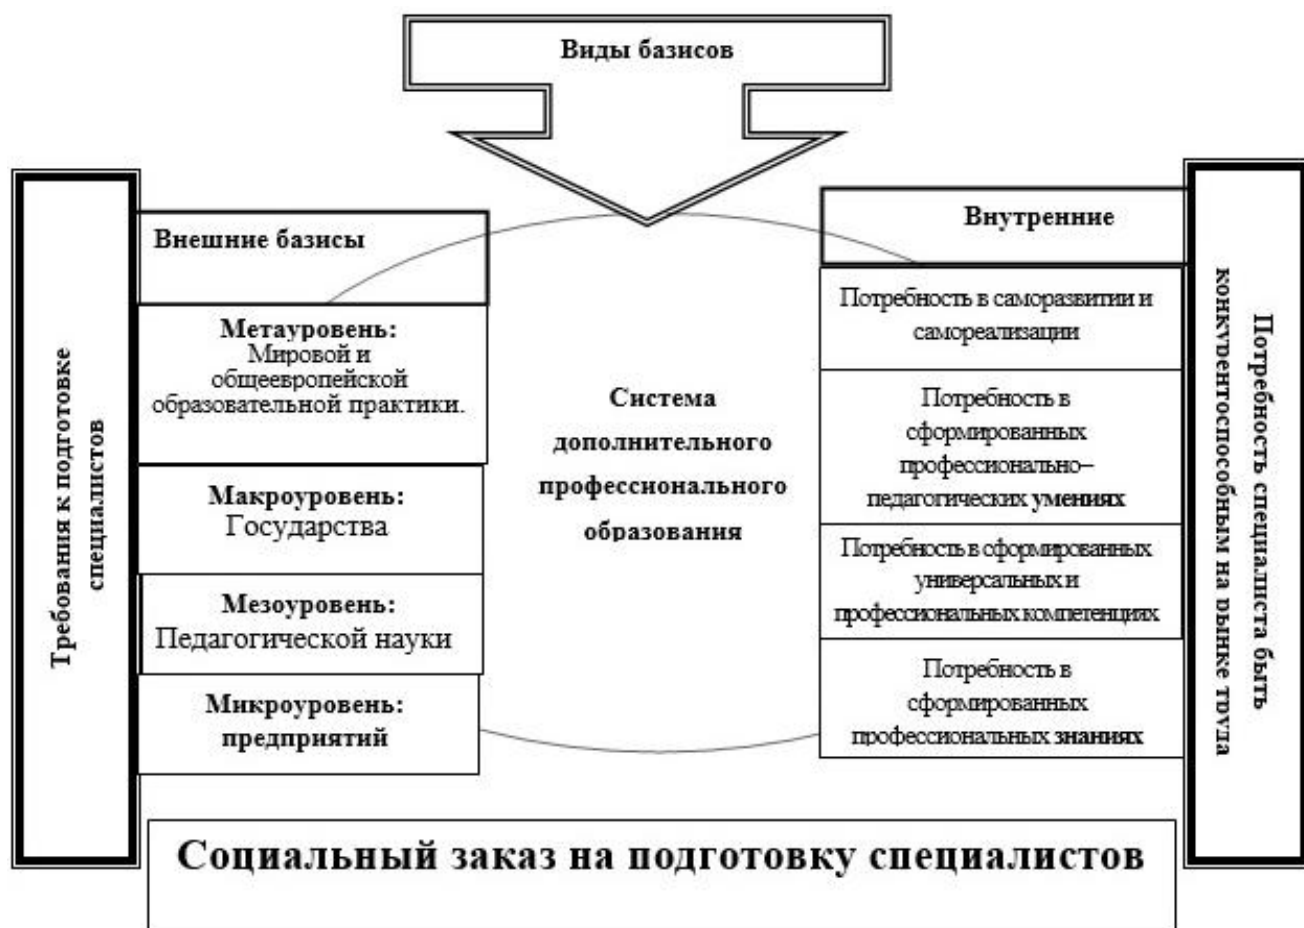 Виды базисов
Требования к подготовке
специалистов
Внешние базисы
Метауровень:
Мировой и
общеевропейской
образовательной практики.
Макроуровень:
Государства
Мезоуровень:
Педагогической науки
Микроуровень:
предприятий
Система
дополнительного
профессионального
образования
Внутренние
Потребность в саморазвитии и
самореализации
Потребность в
сформированных
профессионально–
педагогических умениях
Потребность в сформированных
универсальных и
профессиональных компетенциях
Потребность в
сформированных
профессиональных знаниях
Потребность специалиста быть
конкурентоспособным на рынке труда
Социальный заказ на подготовку специалистов